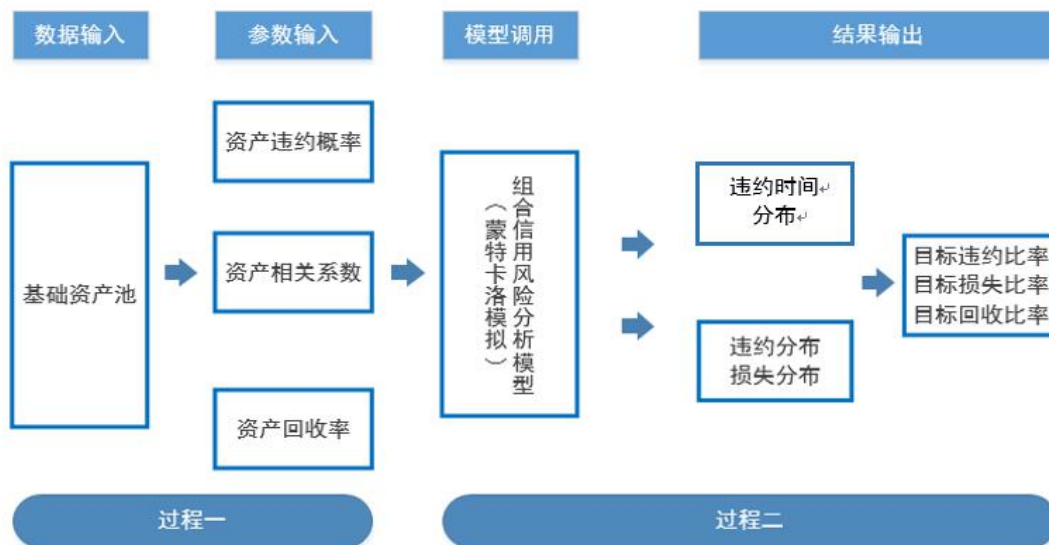 数据输入
参数输入
模型调用
结果输出
基础资产池
资产违约概率
资产相关系数
资产回收率
组合信用风险分析模型
（蒙特卡洛模拟）
违约时间
分布
违约分布
损失分布
目标违约比率
目标损失比率
目标回收比率
过程一
过程二